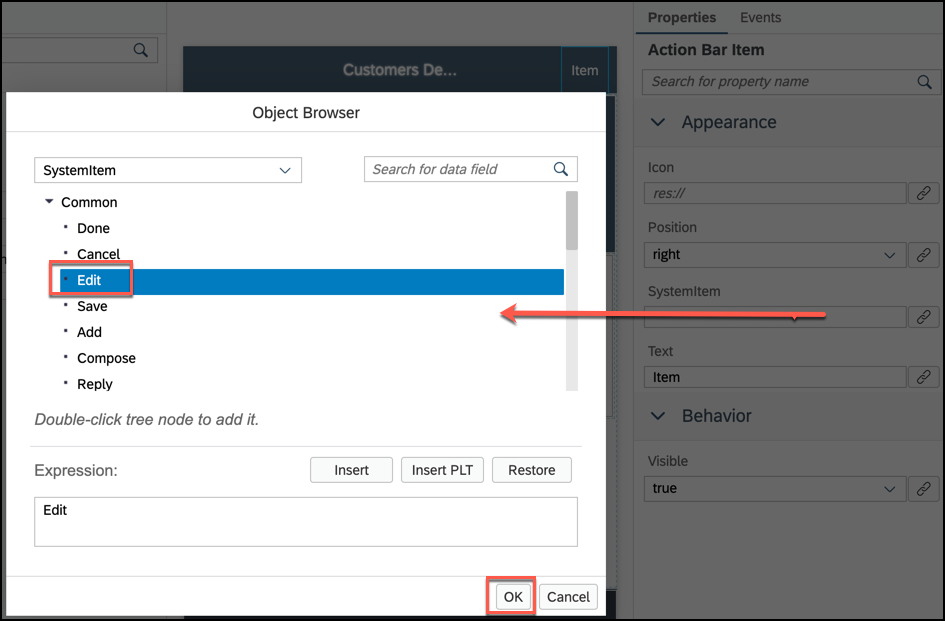 Properties Events
Action Bar Item
Customers De...
Item
Search for property name
Appearance
Icon
res://
Position
right
SystemItem
Text
Item
Behavior
Visible
true
Object Browser
SystemItem
Search for data field
Common
Done
Cancel
Edit
Save
Add
Compose
Reply
Double-click tree node to add it.
Expression:
Insert Insert PLT Restore
Edit
OK Cancel